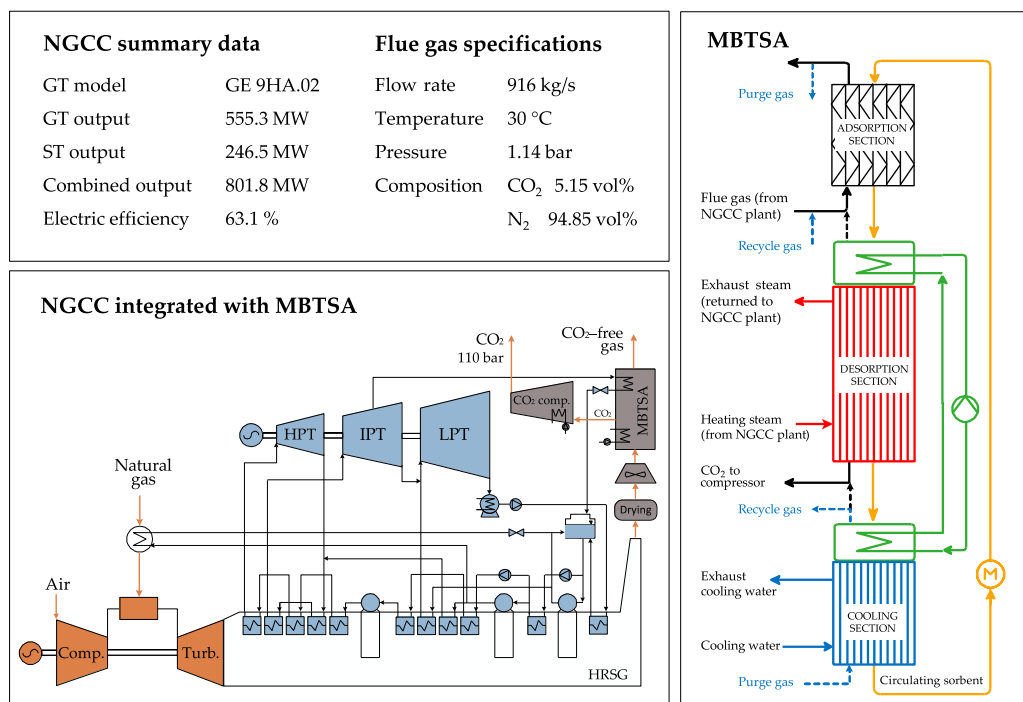 NGCC summary data
GT model GE 9HA.02
GT output 555.3 MW
ST output 246.5 MW
Combined output 801.8 MW
Electric efficiency 63.1 %
Flue gas specifications
Flow rate 916 kg/s
Temperature 30 °C
Pressure 1.14 bar
Composition CO₂ 5.15 vol%
N₂ 94.85 vol%
NGCC integrated with MBTSA
CO₂
110 bar
CO₂–free
gas
CO₂ comp.
CO₂
MBTSA
HPT
IPT
LPT
Drying
Natural
gas
Air
Comp.
Turb.
HRSG
MBTSA
Purge gas
ADSORPTION
SECTION
Flue gas (from
NGCC plant)
Recycle gas
Exhaust steam
(returned to
NGCC plant)
DESORPTION
SECTION
Heating steam
(from NGCC plant)
CO₂ to
compressor
Recycle gas
Exhaust
cooling water
M
COOLING
SECTION
Cooling water
Purge gas
Circulating sorbent